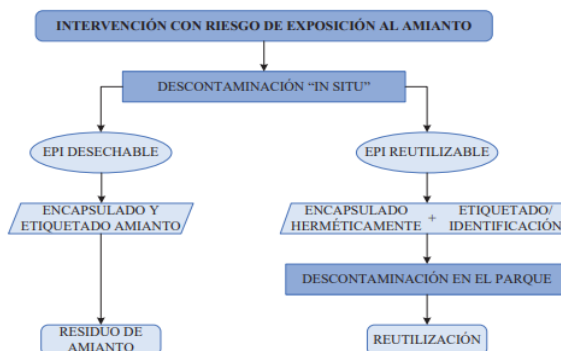 INTERVENCIÓN CON RIESGO DE EXPOSICIÓN AL AMIANTO
DESCONTAMINACIÓN “IN SITU”
EPI DESECHABLE
EPI REUTILIZABLE
ENCAPSULADO Y
ETIQUETADO AMIANTO
ENCAPSULADO
HERMÉTICAMENTE
+
ETIQUETADO/
IDENTIFICACIÓN
DESCONTAMINACIÓN EN EL PARQUE
RESIDUO DE
AMIANTO
REUTILIZACIÓN